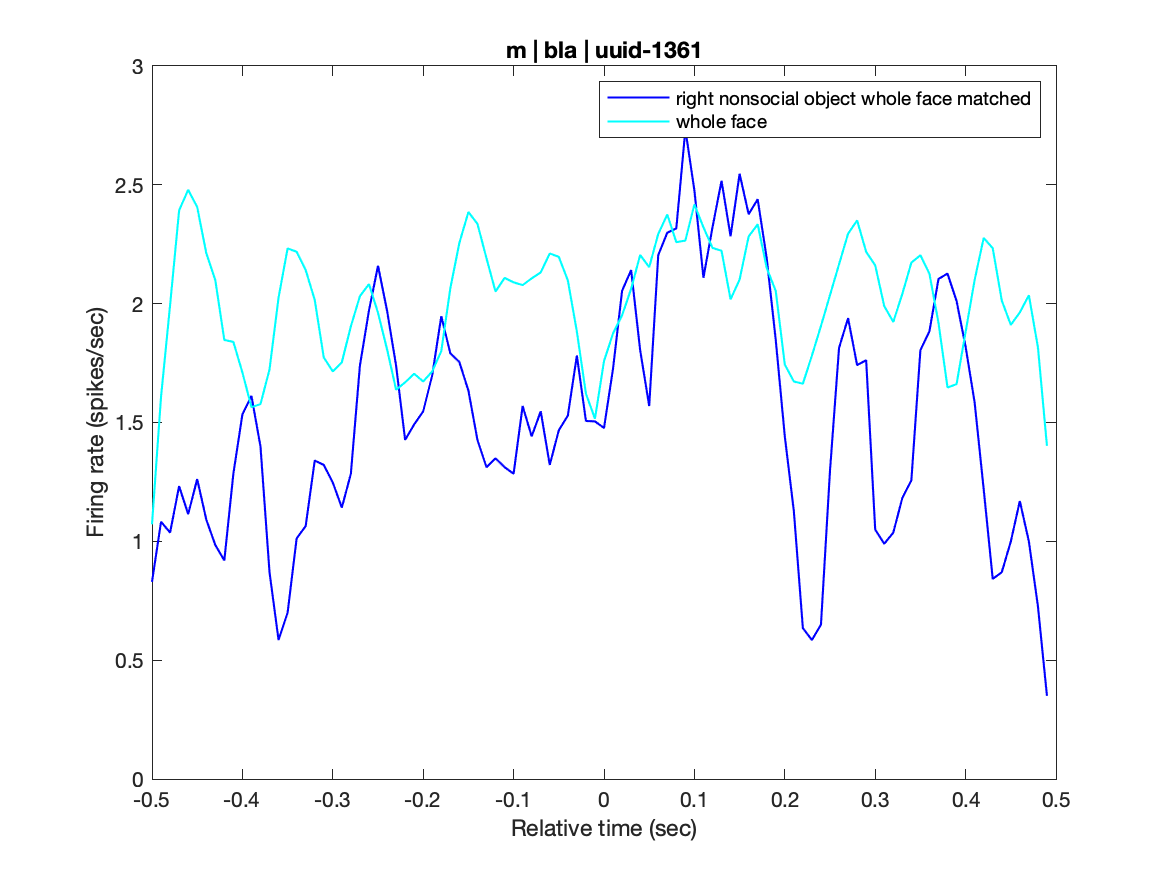 m | bla | uuid-1361
right nonsocial object whole face matched
whole face
3
2.5
2
1.5
1
0.5
0
Firing rate (spikes/sec)
-0.5 -0.4 -0.3 -0.2 -0.1 0 0.1 0.2 0.3 0.4 0.5
Relative time (sec)